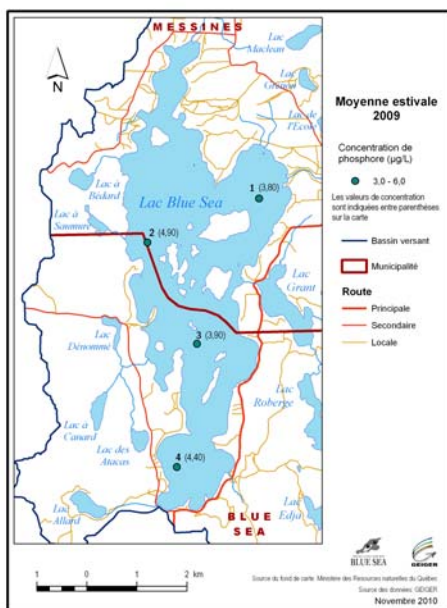 MESSINES
Lac
Maclean
Lac
Grenon
Lac de
l'Ecole
N
Lac à
Bédard
Lac Blue Sea
1 (3,80)
Lac à
Saumure
2 (4,90)
Lac
Grant
Lac
Dénommé
3 (3,90)
Lac
Roberge
Lac à
Canard
Lac des
Atacas
4 (4,40)
Lac
Allard
BLUE
SEA
Lac
Edja
Moyenne estivale
2009
Concentration de
phosphore (µg/L)
3,0 - 6,0
Les valeurs de concentration
sont indiquées entre parenthèses
sur la carte
Bassin versant
Municipalité
Route
Principale
Secondaire
Locale
1 0 1 2 km
BLUE SEA
GEIGER
Source du fond de carte: Ministère des Ressources naturelles du Québec
Source des données: GEIGER
Novembre 2010